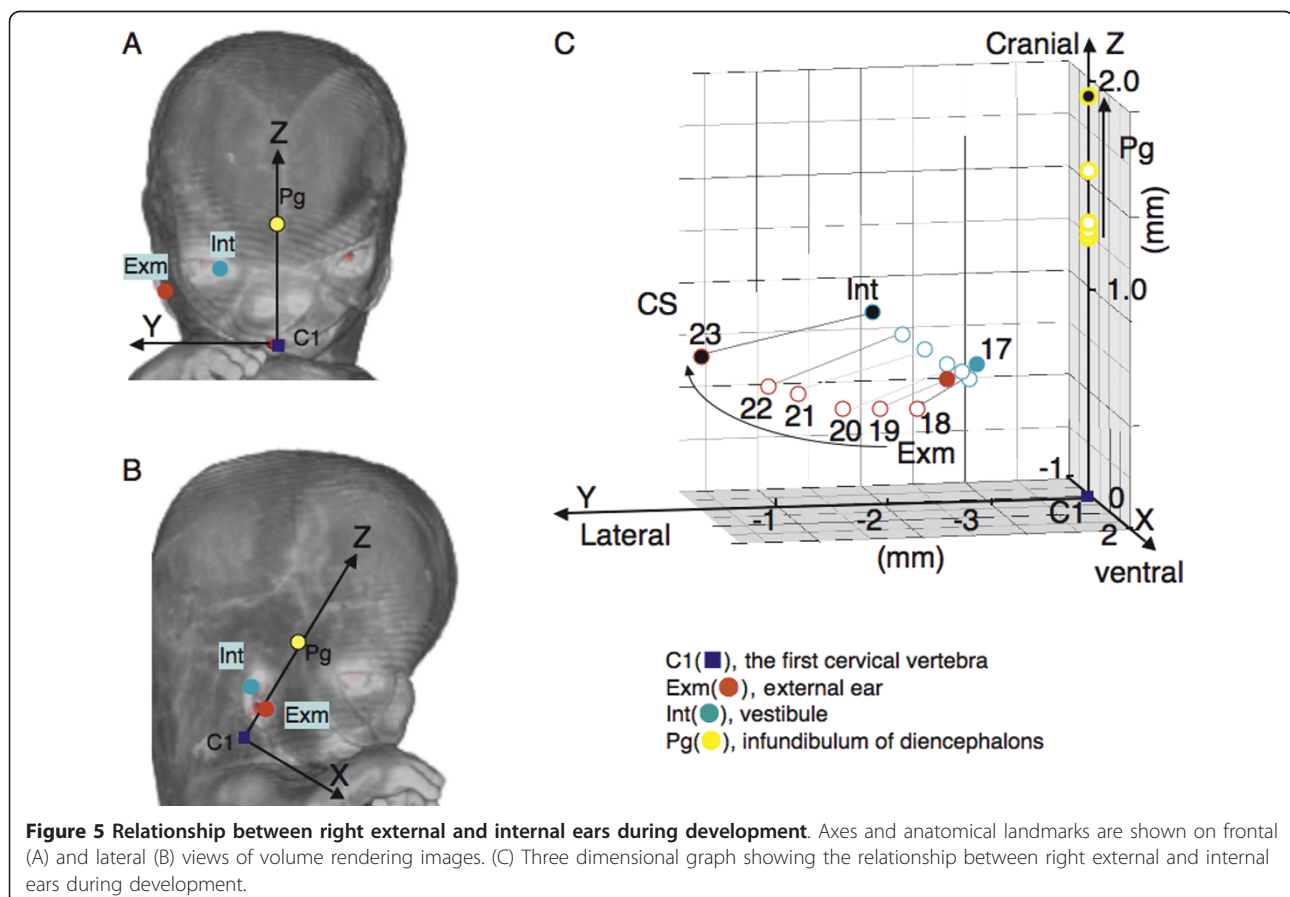 A
Z
Pg
Int
Exm
Y
C1
B
Z
Int
Pg
Exm
C1
X
C
Cranial Z
2.0
Pg
(mm)
1.0
CS
Int
23
17
22
21
20
19
18
Exm
-1
0
Y
-1
-2
-3
C1
X
2
Lateral
(mm)
ventral
C1(■), the first cervical vertebra
Exm(●), external ear
Int(●), vestibule
Pg(●), infundibulum of diencephalons
Figure 5 Relationship between right external and internal ears during development. Axes and anatomical landmarks are shown on frontal
(A) and lateral (B) views of volume rendering images. (C) Three dimensional graph showing the relationship between right external and internal
ears during development.